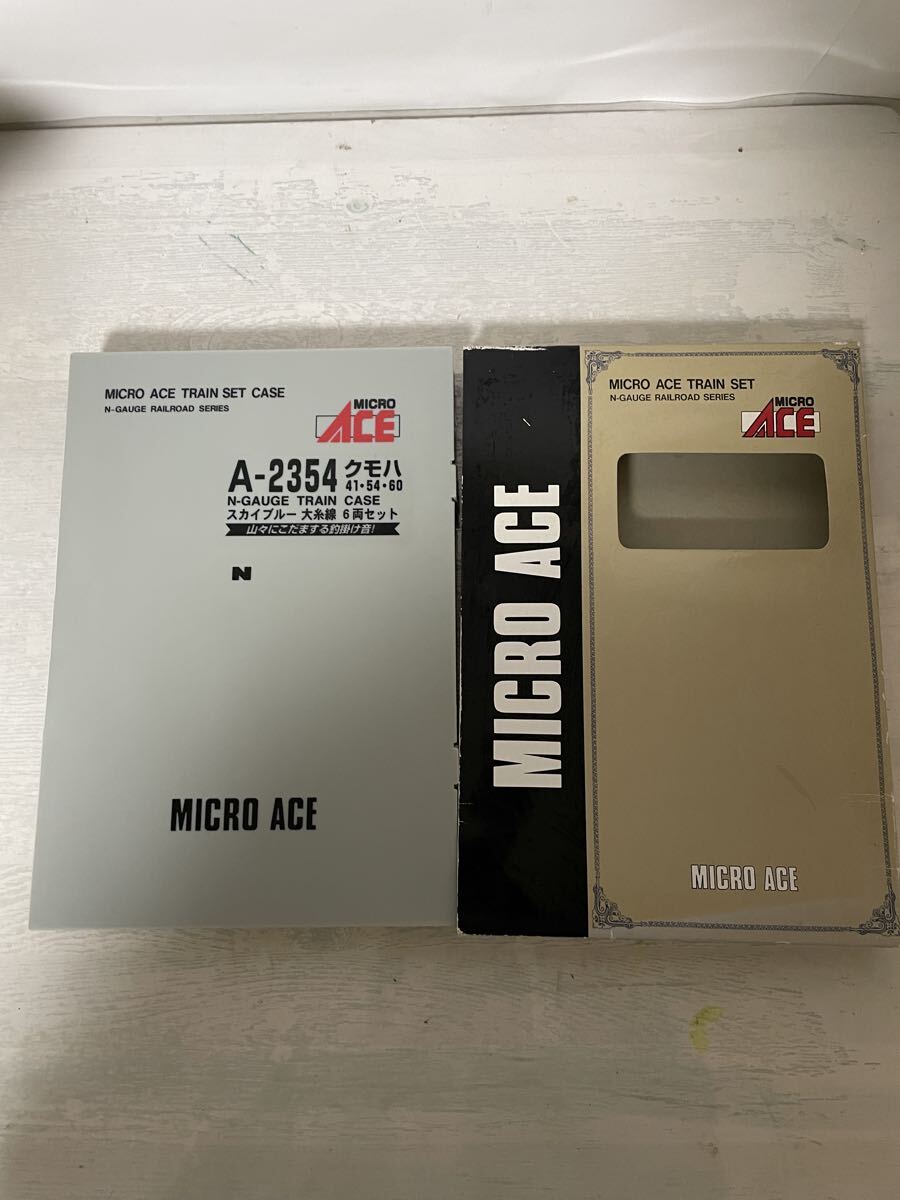 MICRO ACE TRAIN SET CASE
N-GAUGE RAILROAD SERIES
MICRO
ACE
A-2354 クモハ
41・54・60
N-GAUGE TRAIN CASE
スカイブルー 大糸線 6両セット
山々にこだまする釣掛け音!
N
MICRO ACE
MICRO ACE
MICRO ACE TRAIN SET
N-GAUGE RAILROAD SERIES
MICRO
ACE
MICRO ACE